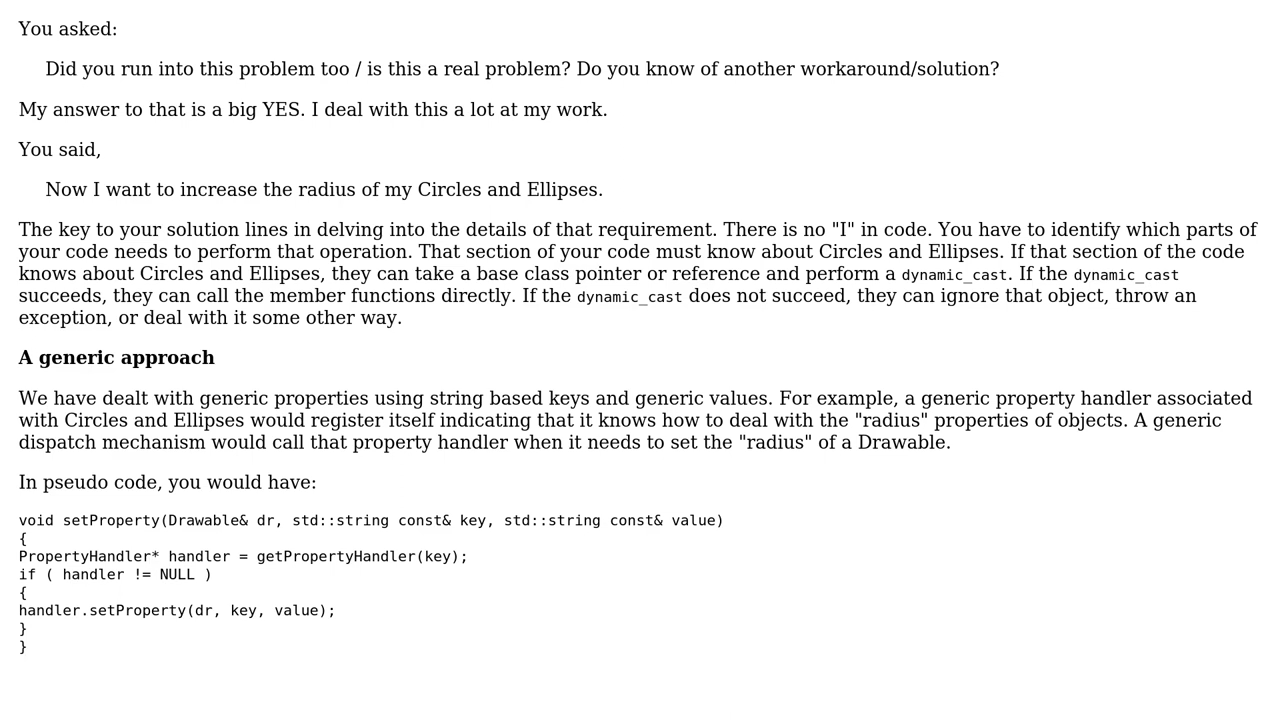 You asked:
Did you run into this problem too / is this a real problem? Do you know of another workaround/solution?
My answer to that is a big YES. I deal with this a lot at my work.
You said,
Now I want to increase the radius of my Circles and Ellipses.
The key to your solution lines in delving into the details of that requirement. There is no "I" in code. You have to identify which parts of
your code needs to perform that operation. That section of your code must know about Circles and Ellipses. If that section of the code
knows about Circles and Ellipses, they can take a base class pointer or reference and perform a dynamic_cast. If the dynamic_cast
succeeds, they can call the member functions directly. If the dynamic_cast does not succeed, they can ignore that object, throw an
exception, or deal with it some other way.
A generic approach
We have dealt with generic properties using string based keys and generic values. For example, a generic property handler associated
with Circles and Ellipses would register itself indicating that it knows how to deal with the "radius" properties of objects. A generic
dispatch mechanism would call that property handler when it needs to set the "radius" of a Drawable.
In pseudo code, you would have:
void setProperty(Drawable& dr, std::string const& key, std::string const& value)
{
PropertyHandler* handler = getPropertyHandler(key);
if ( handler != NULL )
{
handler.setProperty(dr, key, value);
}
}